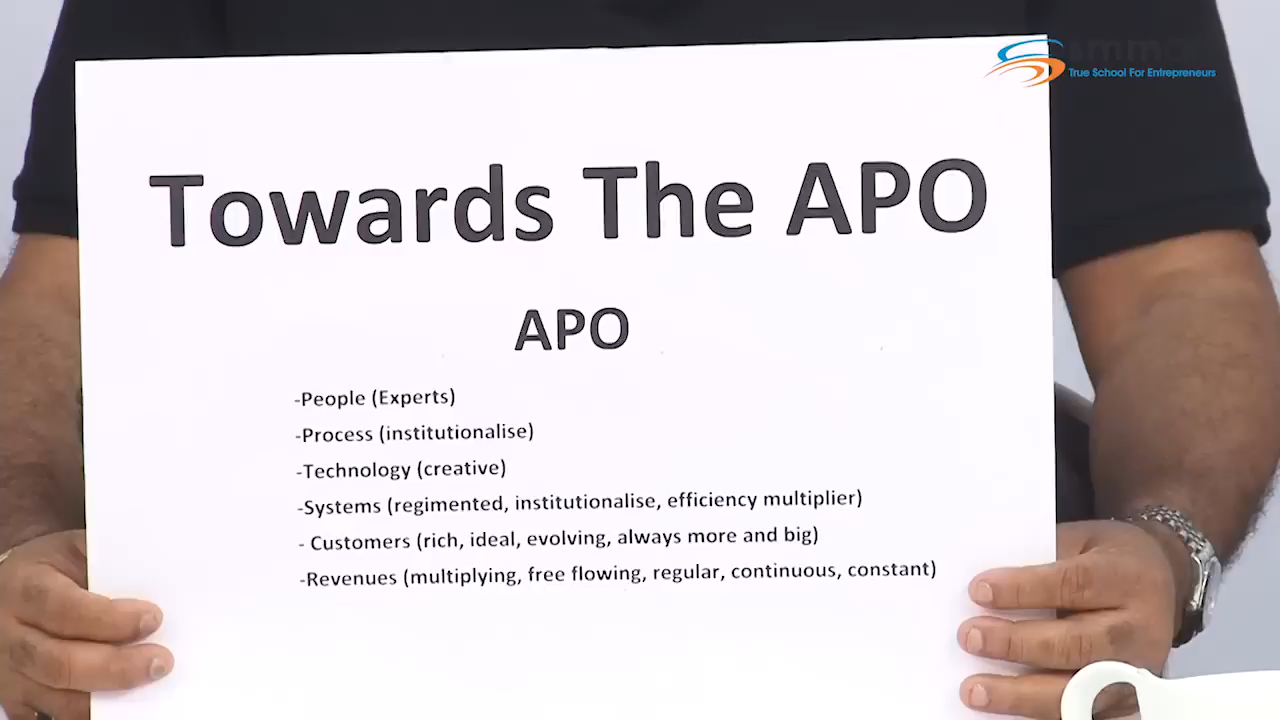 True School For Entrepreneurs
Towards The APO
APO
-People (Experts)
-Process (institutionalise)
-Technology (creative)
-Systems (regimented, institutionalise, efficiency multiplier)
- Customers (rich, ideal, evolving, always more and big)
-Revenues (multiplying, free flowing, regular, continuous, constant)